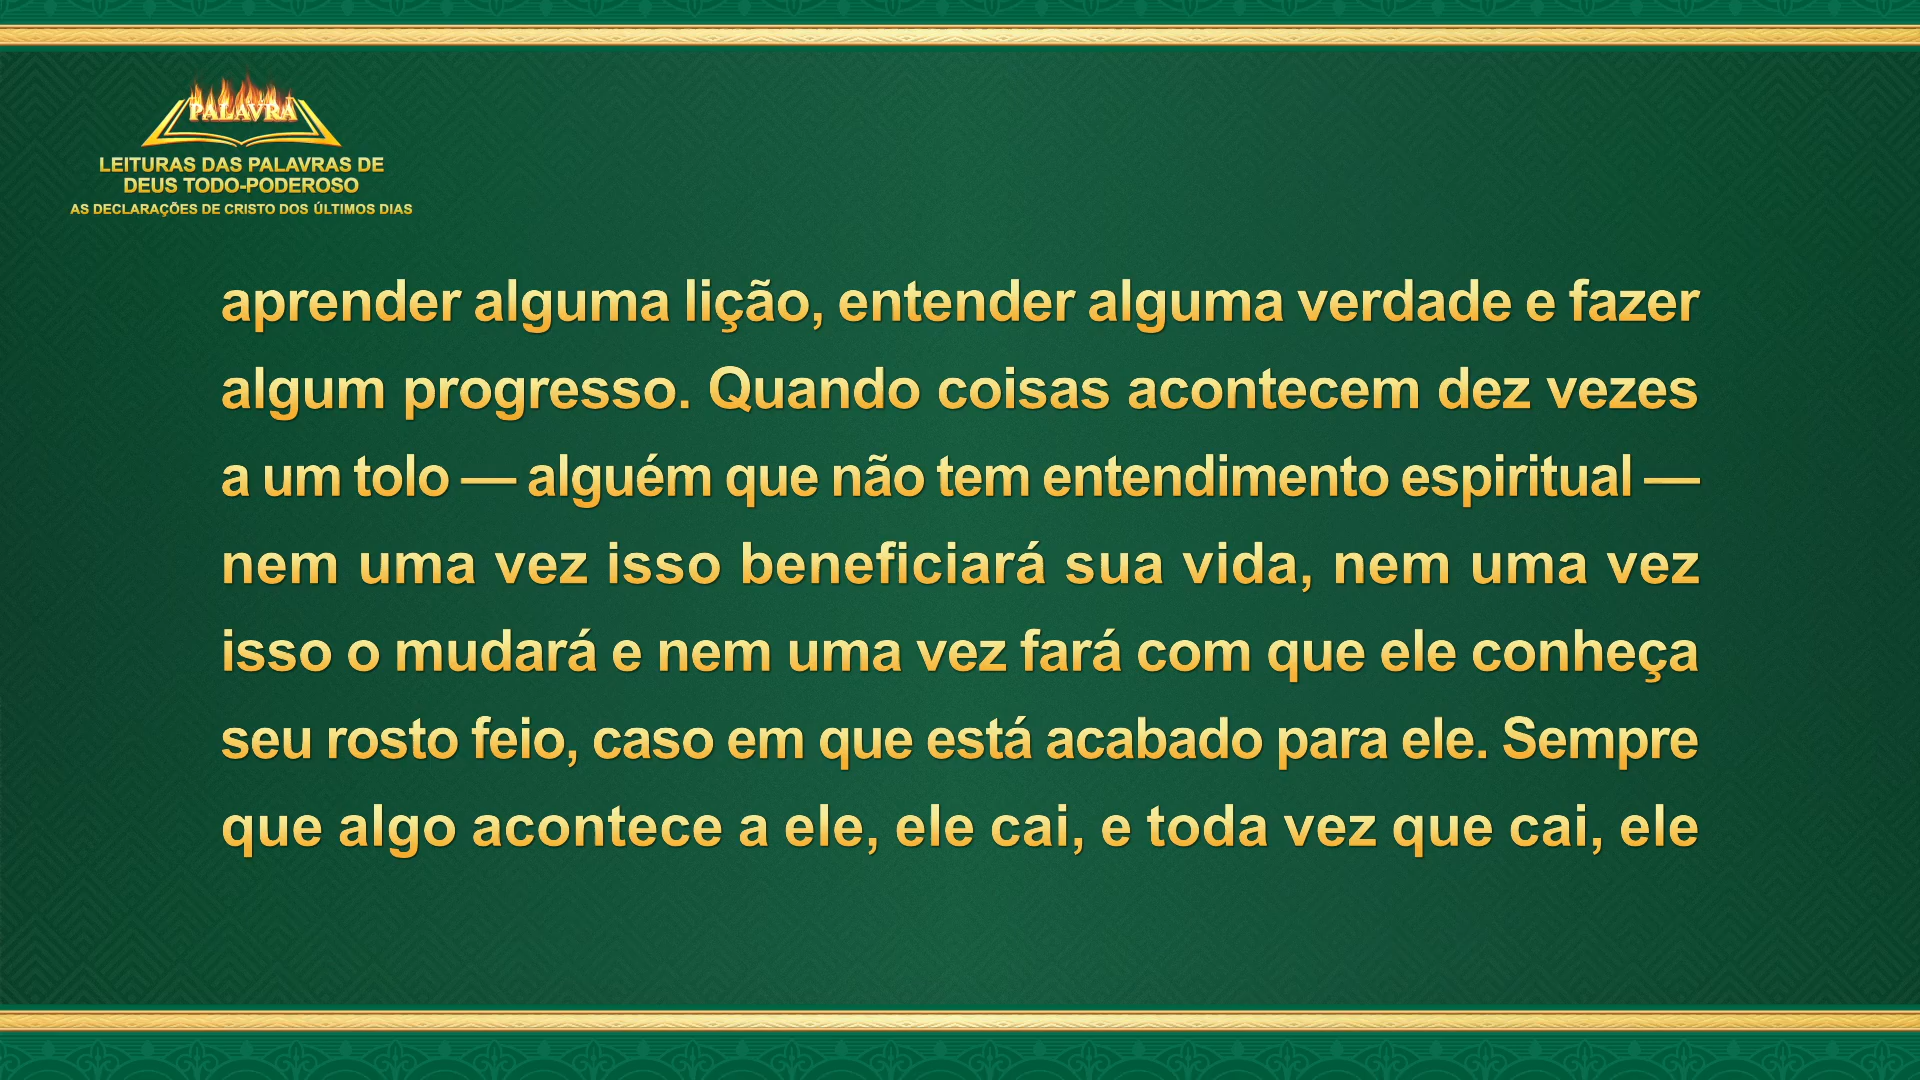 PALAVRA
LEITURAS DAS PALAVRAS DE
DEUS TODO-PODEROSO
AS DECLARAÇÕES DE CRISTO DOS ÚLTIMOS DIAS
aprender alguma lição, entender alguma verdade e fazer
algum progresso. Quando coisas acontecem dez vezes
a um tolo — alguém que não tem entendimento espiritual —
nem uma vez isso beneficiará sua vida, nem uma vez
isso o mudará e nem uma vez fará com que ele conheça
seu rosto feio, caso em que está acabado para ele. Sempre
que algo acontece a ele, ele cai, e toda vez que cai, ele